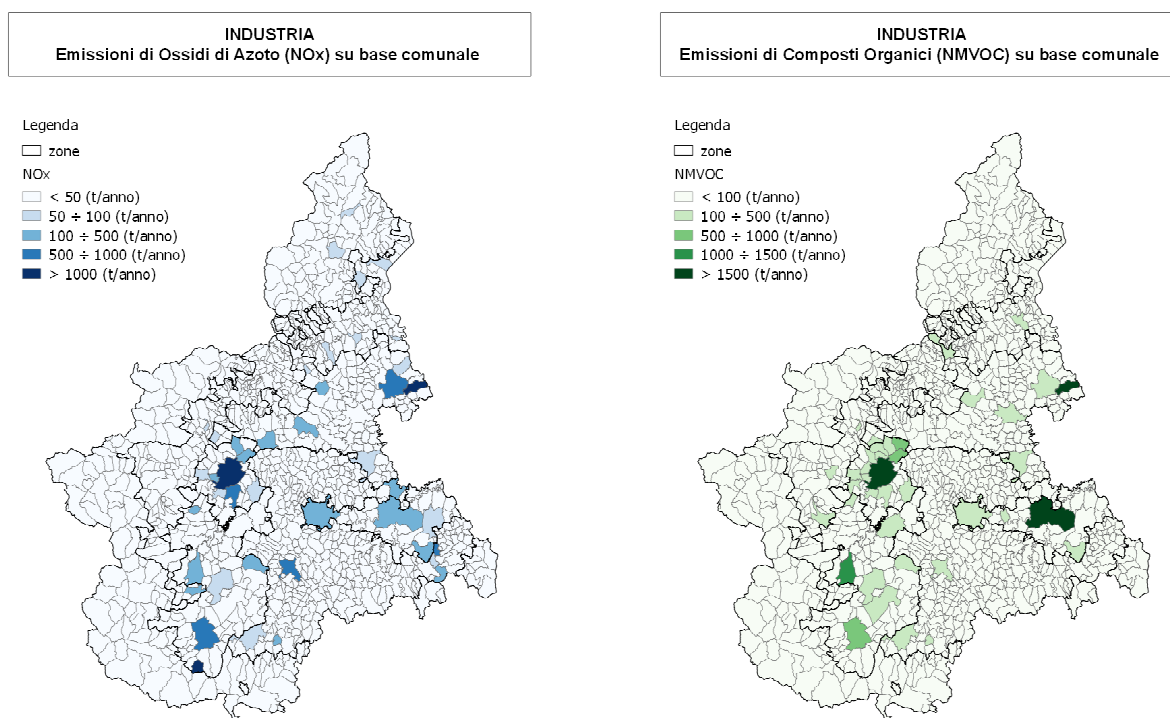 INDUSTRIA
Emissioni di Ossidi di Azoto (NOx) su base comunale
Legenda
zone
NOx
< 50 (t/anno)
50 ÷ 100 (t/anno)
100 ÷ 500 (t/anno)
500 ÷ 1000 (t/anno)
> 1000 (t/anno)
INDUSTRIA
Emissioni di Composti Organici (NMVOC) su base comunale
Legenda
zone
NMVOC
< 100 (t/anno)
100 ÷ 500 (t/anno)
500 ÷ 1000 (t/anno)
1000 ÷ 1500 (t/anno)
> 1500 (t/anno)